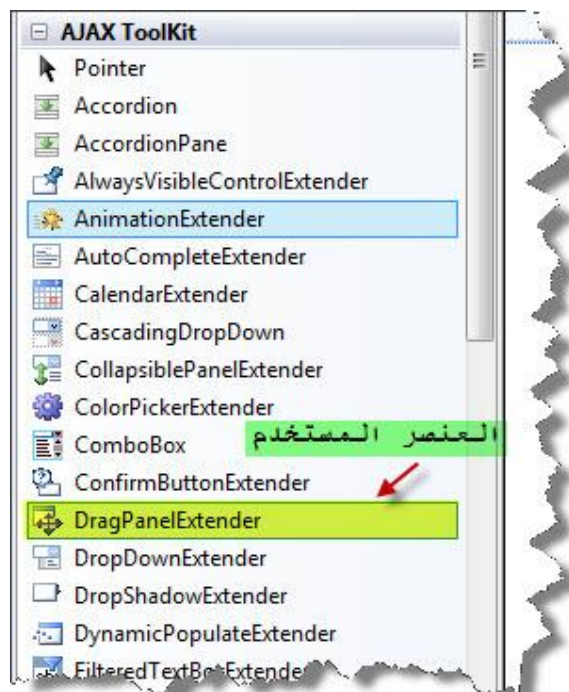 AJAX ToolKit
Pointer
Accordion
AccordionPane
AlwaysVisibleControlExtender
AnimationExtender
AutoCompleteExtender
CalendarExtender
CascadingDropDown
CollapsiblePanelExtender
ColorPickerExtender
العنصر المستخدم
ComboBox
ConfirmButtonExtender
DragPanelExtender
DropDownExtender
DropShadowExtender
DynamicPopulateExtender
FilteredTextBoxExtender